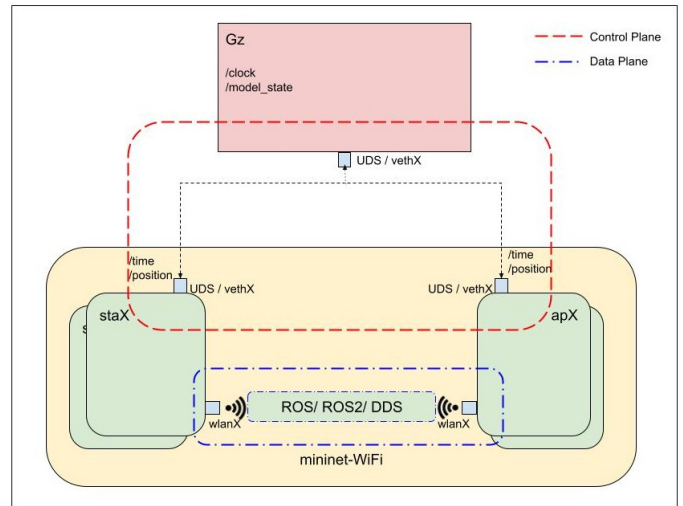 Gz
/clock
/model_state
Control Plane
Data Plane
UDS / vethX
/time
/position
UDS / vethX
/time
/position
UDS / vethX
s
staX
apX
ROS/ ROS2/ DDS
wlanX
wlanX
mininet-WiFi